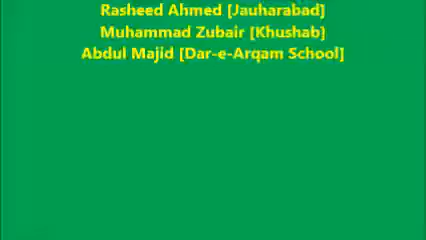 Rasheed Ahmed [Jauharabad]
Muhammad Zubair [Khushab]
Abdul Majid [Dar-e-Arqam School]